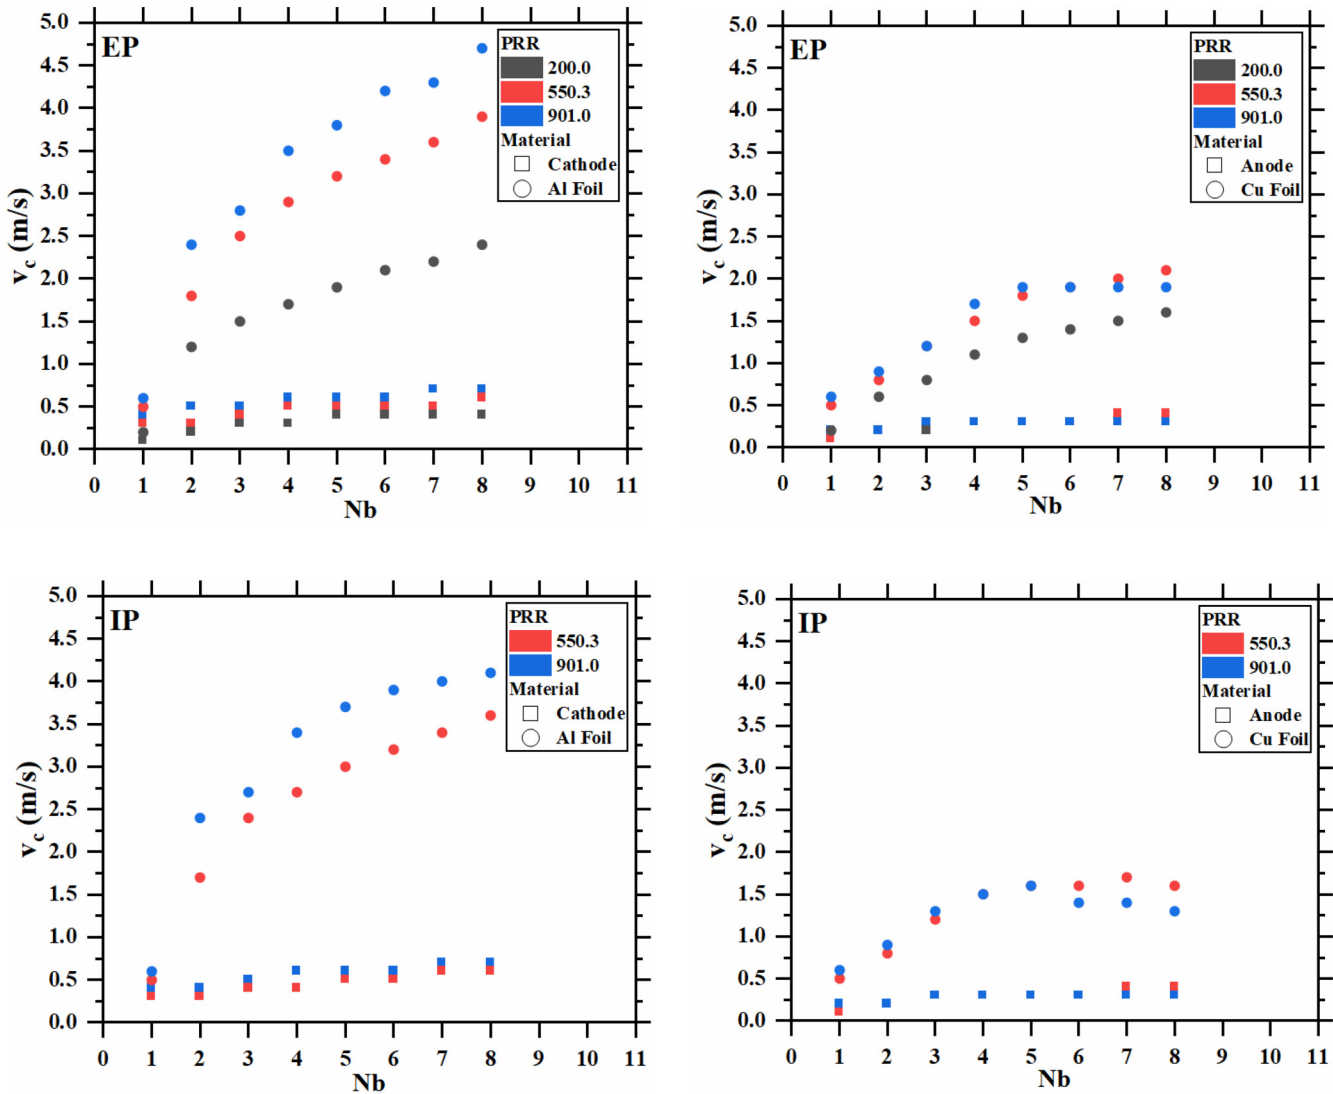 EP
PRR
200.0
550.3
901.0
Material
Cathode
Al Foil
5.0
4.5
4.0
3.5
3.0
2.5
2.0
1.5
1.0
0.5
0.0
vc (m/s)
0 1 2 3 4 5 6 7 8 9 10 11
Nb
EP
PRR
200.0
550.3
901.0
Material
Anode
Cu Foil
5.0
4.5
4.0
3.5
3.0
2.5
2.0
1.5
1.0
0.5
0.0
vc (m/s)
0 1 2 3 4 5 6 7 8 9 10 11
Nb
IP
PRR
550.3
901.0
Material
Cathode
Al Foil
5.0
4.5
4.0
3.5
3.0
2.5
2.0
1.5
1.0
0.5
0.0
vc (m/s)
0 1 2 3 4 5 6 7 8 9 10 11
Nb
IP
PRR
550.3
901.0
Material
Anode
Cu Foil
5.0
4.5
4.0
3.5
3.0
2.5
2.0
1.5
1.0
0.5
0.0
vc (m/s)
0 1 2 3 4 5 6 7 8 9 10 11
Nb